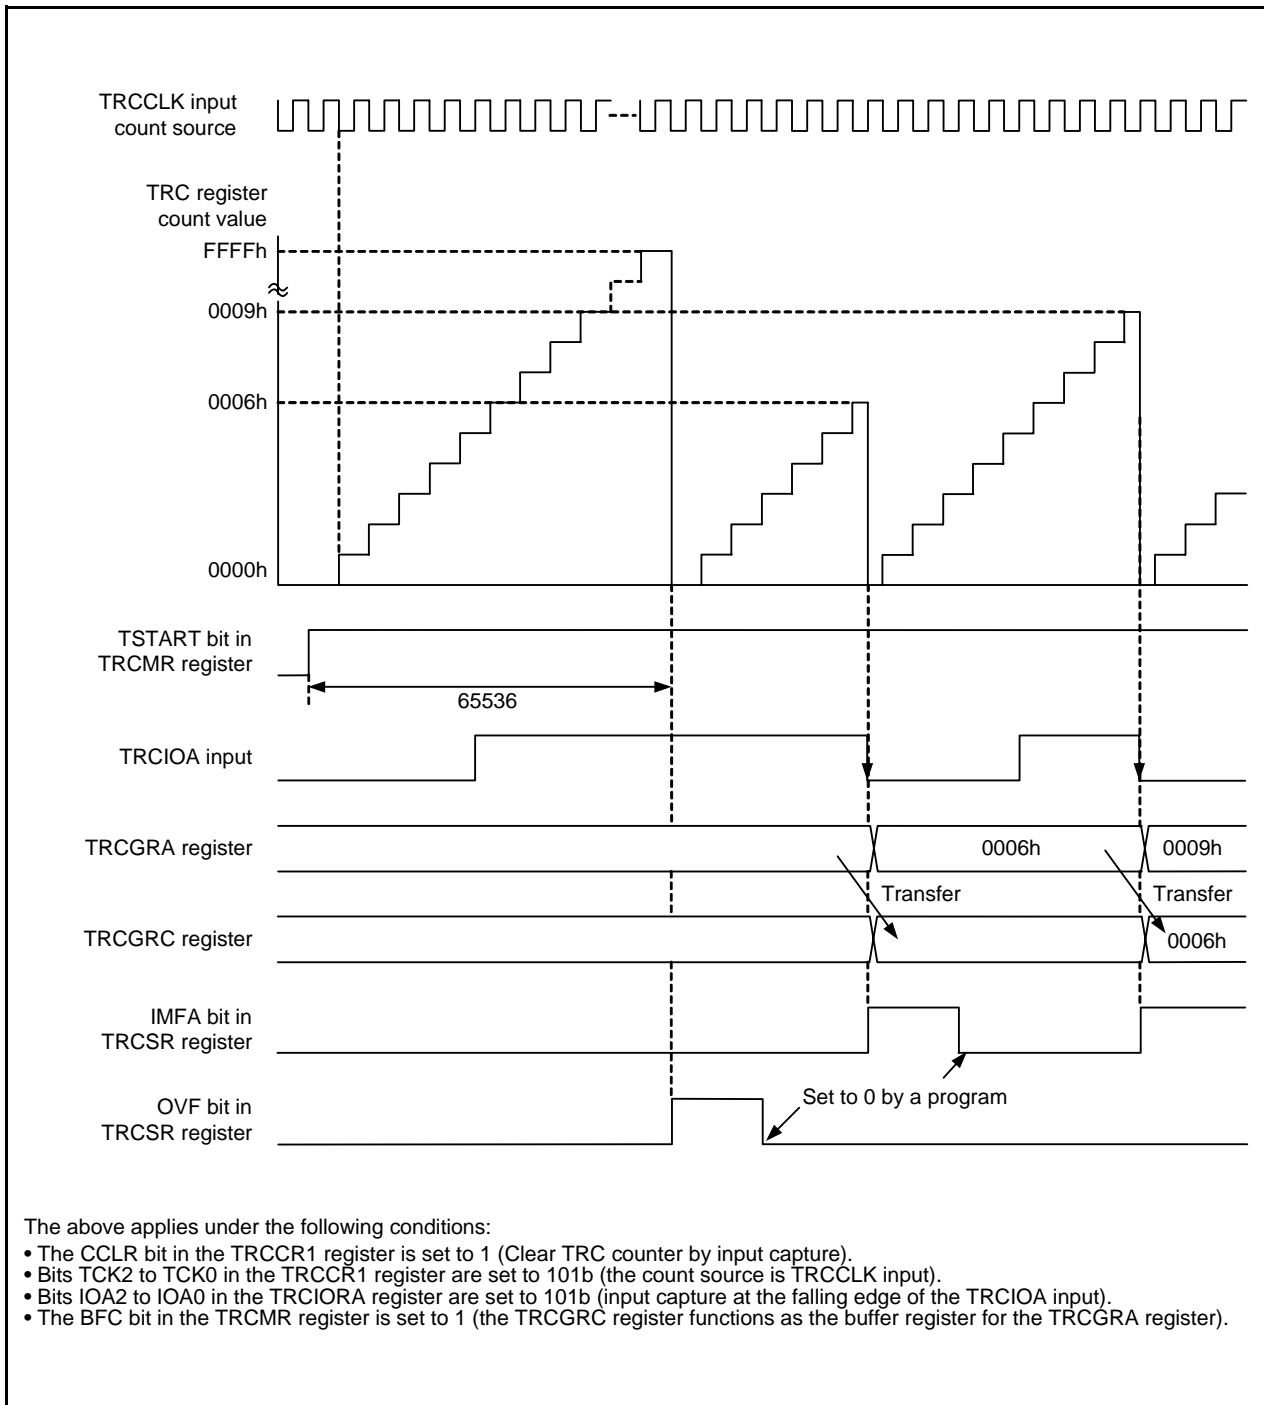 TRCCLK input
count source
TRC register
count value
FFFFh
0009h
0006h
0000h
TSTART bit in
TRCMR register
65536
TRCIOA input
TRCGRA register
0006h
0009h
Transfer
Transfer
TRCGRC register
0006h
IMFA bit in
TRCSR register
Set to 0 by a program
OVF bit in
TRCSR register
The above applies under the following conditions:
• The CCLR bit in the TRCCR1 register is set to 1 (Clear TRC counter by input capture).
• Bits TCK2 to TCK0 in the TRCCR1 register are set to 101b (the count source is TRCCLK input).
• Bits IOA2 to IOA0 in the TRCIORA register are set to 101b (input capture at the falling edge of the TRCIOA input).
• The BFC bit in the TRCMR register is set to 1 (the TRCGRC register functions as the buffer register for the TRCGRA register).